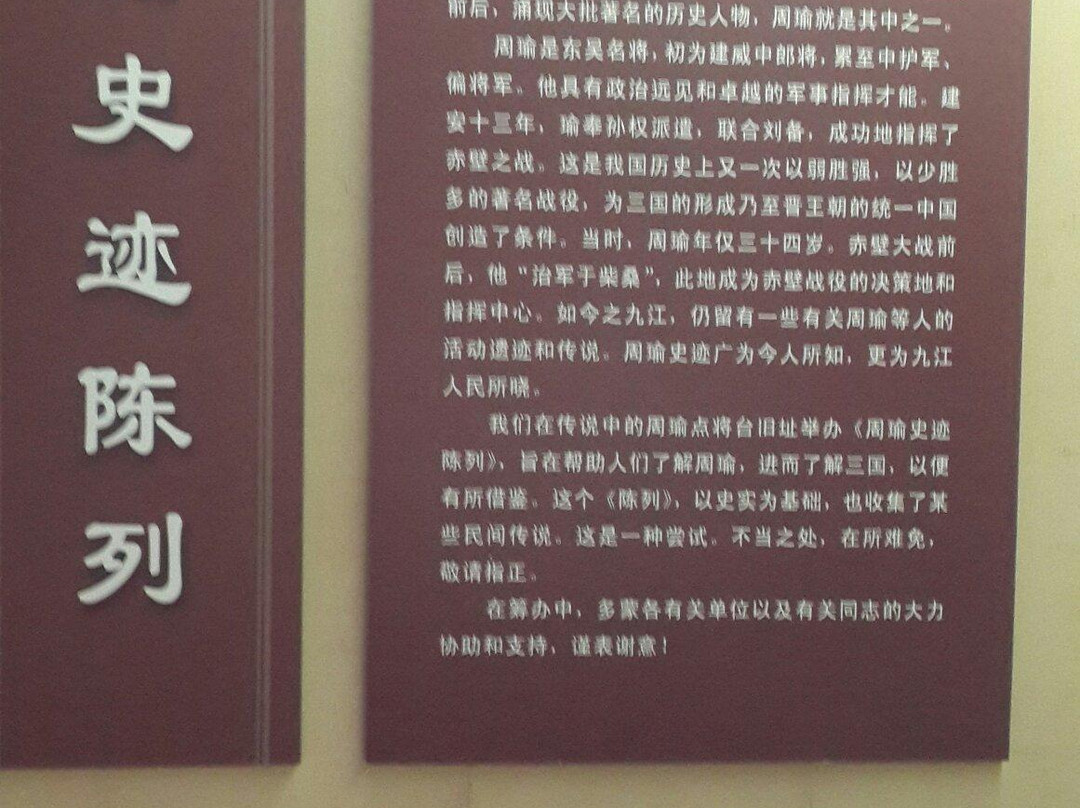 史
迹
陈
列
前后，涌现大批著名的历史人物，周瑜就是其中之一。
周瑜是东吴名将，初为建威中郎将，累至中护军、
偏将军。他具有政治远见和卓越的军事指挥才能。建
安十三年，瑜奉孙权派遣，联合刘备，成功地指挥了
赤壁之战。这是我国历史上又一次以弱胜强，以少胜
多的著名战役，为三国的形成乃至晋王朝的统一中国
创造了条件。当时，周瑜年仅三十四岁。赤壁大战前
后，他“治军于柴桑”，此地成为赤壁战役的决策地和
指挥中心。如今之九江，仍留有一些有关周瑜等人的
活动遗迹和传说。周瑜史迹广为今人所知，更为九江
人民所晓。
我们在传说中的周瑜点将台旧址举办《周瑜史迹
陈列》，旨在帮助人们了解周瑜，进而了解三国，以便
有所借鉴。这个《陈列》，以史实为基础，也收集了某
些民间传说。这是一种尝试。不当之处，在所难免，
敬请指正。
在筹办中，多蒙各有关单位以及有关同志的大力
协助和支持，谨表谢意！